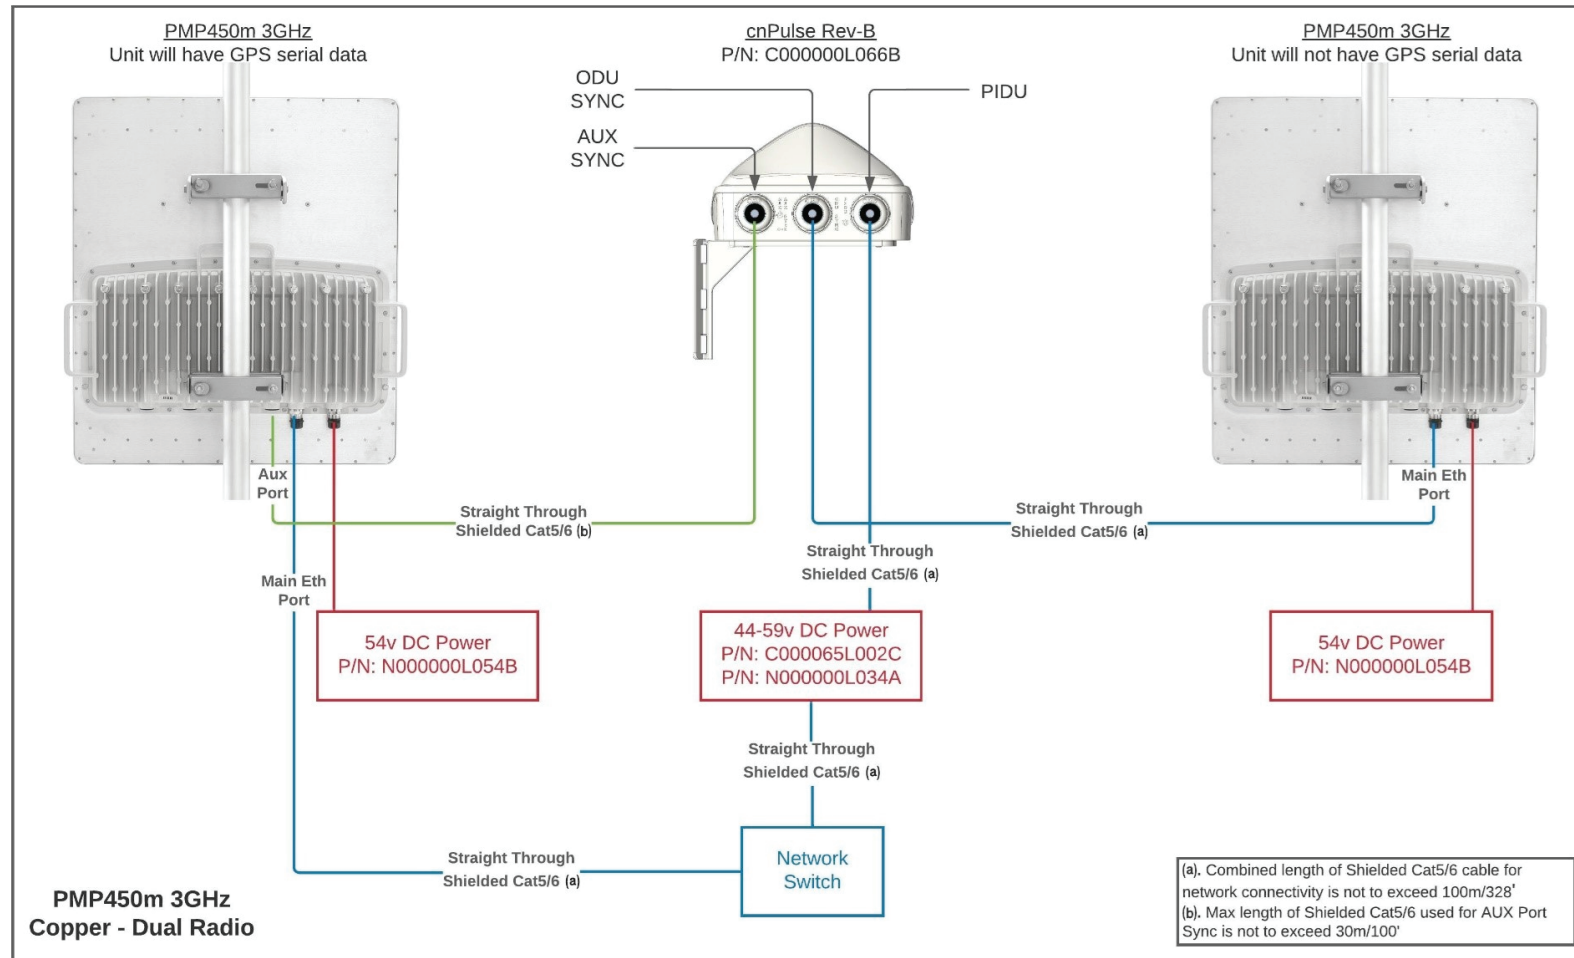 PMP450m 3GHz
Unit will have GPS serial data
cnPulse Rev-B
P/N: C000000L066B
PMP450m 3GHz
Unit will not have GPS serial data
ODU
SYNC
AUX
SYNC
PIDU
Aux
Port
Straight Through
Shielded Cat5/6 (b)
Straight Through
Shielded Cat5/6 (a)
Main Eth
Port
Straight Through
Shielded Cat5/6 (a)
Main Eth
Port
54v DC Power
P/N: N000000L054B
44-59v DC Power
P/N: C000065L002C
P/N: N000000L034A
54v DC Power
P/N: N000000L054B
Straight Through
Shielded Cat5/6 (a)
Straight Through
Shielded Cat5/6 (a)
Network
Switch
PMP450m 3GHz
Copper - Dual Radio
(a). Combined length of Shielded Cat5/6 cable for
network connectivity is not to exceed 100m/328'
(b). Max length of Shielded Cat5/6 used for AUX Port
Sync is not to exceed 30m/100'